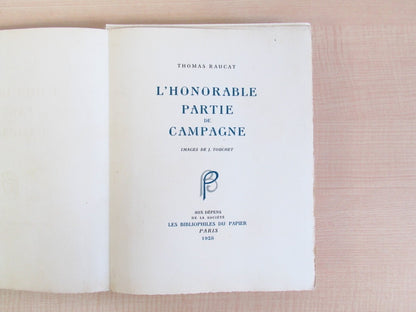 THOMAS RAUCAT
L'HONORABLE
PARTIE
DE
CAMPAGNE
IMAGES DE J. TOUCHET
AUX DÉPENS
DE LA SOCIÉTÉ
LES BIBLIOPHILES DU PAPIER
PARIS